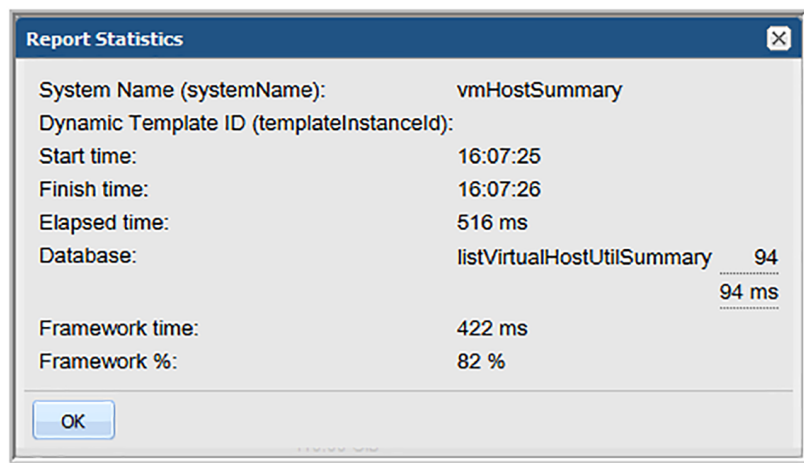 Report Statistics
System Name (systemName): vmHostSummary
Dynamic Template ID (templateInstanceId):
Start time: 16:07:25
Finish time: 16:07:26
Elapsed time: 516 ms
Database: listVirtualHostUtilSummary 94
94 ms
Framework time: 422 ms
Framework %: 82 %
OK